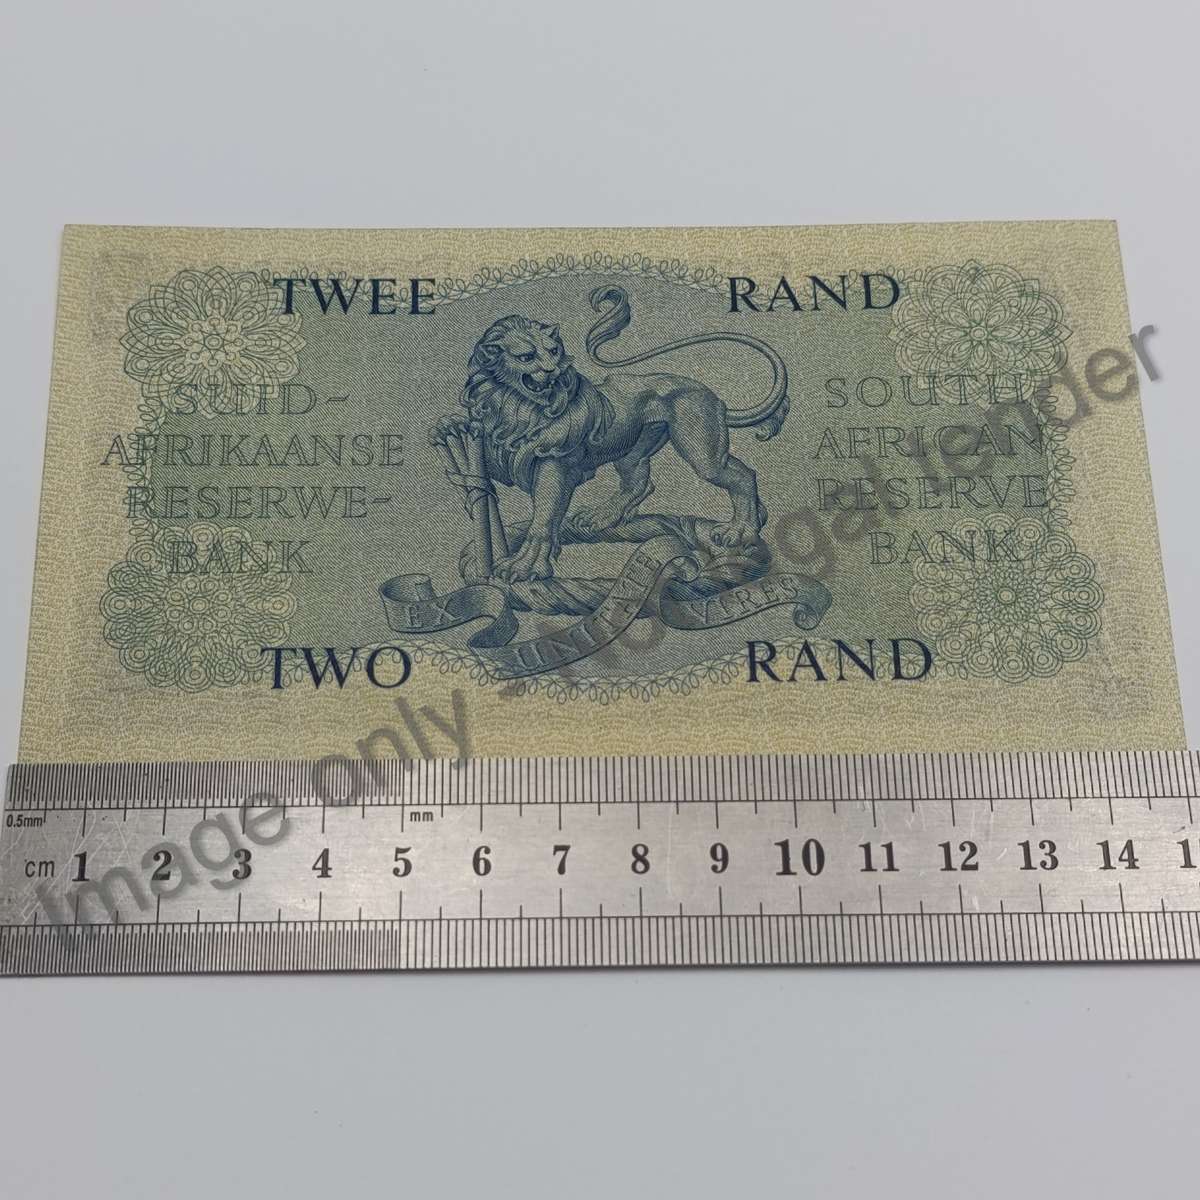 TWEE RAND
SUID-
AFRIKAANSE
RESERWE-
BANK
SOUTH
AFRICAN
RESERVE
BANK
EX UNITATE VIRES
TWO RAND
Image only - Not legal tender
0.5mm
mm
cm 1 2 3 4 5 6 7 8 9 10 11 12 13 14